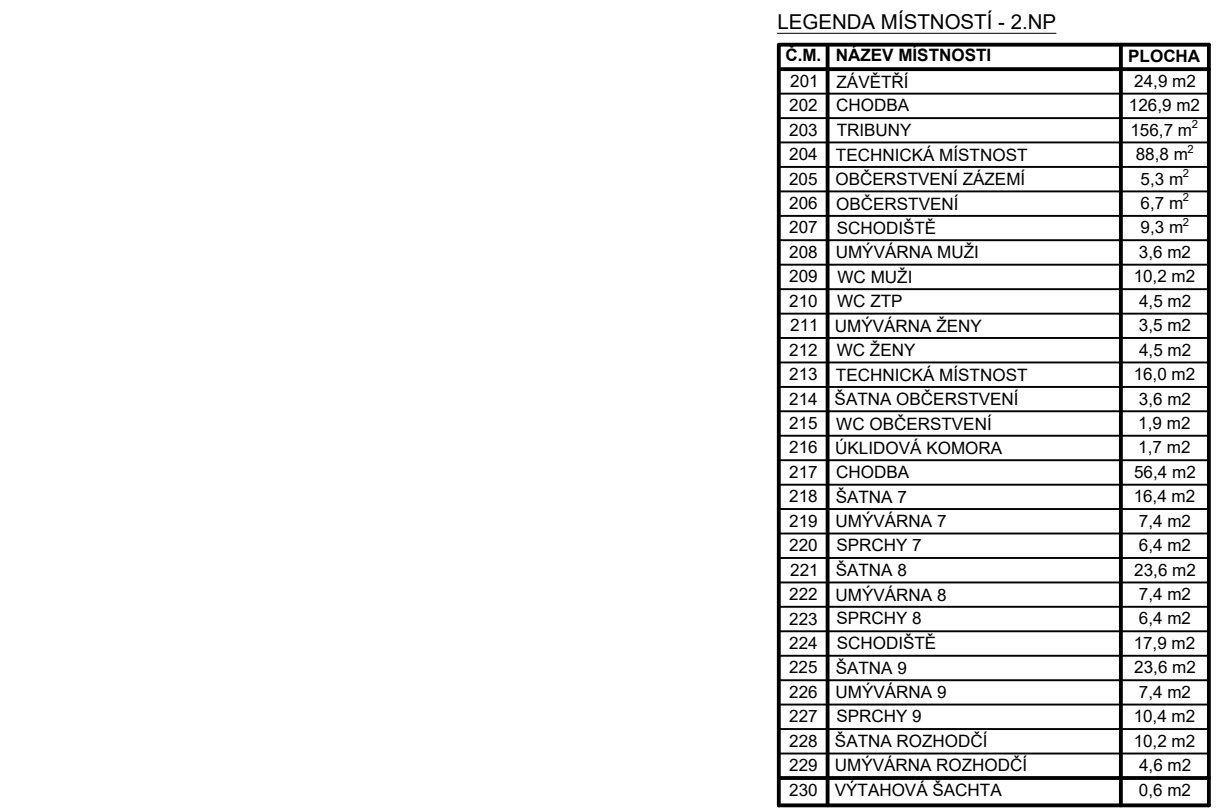 LEGENDA MÍSTNOSTÍ - 2.NP
Č.M. NÁZEV MÍSTNOSTI PLOCHA
201 ZÁVĚTŘÍ 24,9 m2
202 CHODBA 126,9 m2
203 TRIBUNY 156,7 m²
204 TECHNICKÁ MÍSTNOST 88,8 m²
205 OBČERSTVENÍ ZÁZEMÍ 5,3 m²
206 OBČERSTVENÍ 6,7 m²
207 SCHODIŠTĚ 9,3 m²
208 UMÝVÁRNA MUŽI 3,6 m2
209 WC MUŽI 10,2 m2
210 WC ZTP 4,5 m2
211 UMÝVÁRNA ŽENY 3,5 m2
212 WC ŽENY 4,5 m2
213 TECHNICKÁ MÍSTNOST 16,0 m2
214 ŠATNA OBČERSTVENÍ 3,6 m2
215 WC OBČERSTVENÍ 1,9 m2
216 ÚKLIDOVÁ KOMORA 1,7 m2
217 CHODBA 56,4 m2
218 ŠATNA 7 16,4 m2
219 UMÝVÁRNA 7 7,4 m2
220 SPRCHY 7 6,4 m2
221 ŠATNA 8 23,6 m2
222 UMÝVÁRNA 8 7,4 m2
223 SPRCHY 8 6,4 m2
224 SCHODIŠTĚ 17,9 m2
225 ŠATNA 9 23,6 m2
226 UMÝVÁRNA 9 7,4 m2
227 SPRCHY 9 10,4 m2
228 ŠATNA ROZHODČÍ 10,2 m2
229 UMÝVÁRNA ROZHODČÍ 4,6 m2
230 VÝTAHOVÁ ŠACHTA 0,6 m2